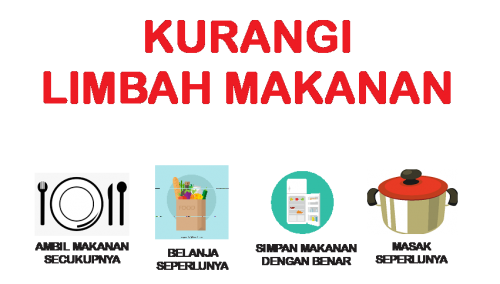 KURANGI
LIMBAH MAKANAN
AMBIL MAKANAN
SECUKUPNYA
BELANJA
SEPERLUNYA
SIMPAN MAKANAN
DENGAN BENAR
MASAK
SEPERLUNYA